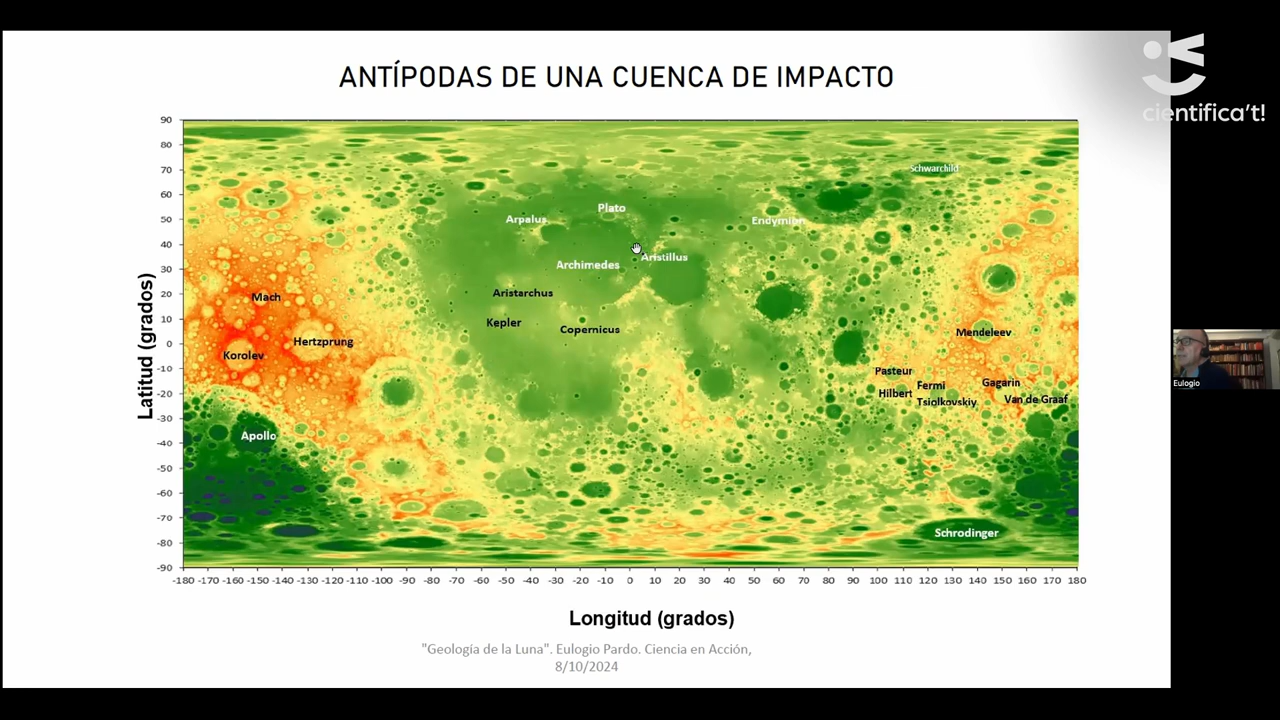 cientifica't!
ANTÍPODAS DE UNA CUENCA DE IMPACTO
90
80
70
60
50
40
30
20
10
0
-10
-20
-30
-40
-50
-60
-70
-80
-90
Latitud (grados)
Schwarchild
Plato
Arpalus
Endymion
Aristillus
Archimedes
Aristarchus
Mach
Kepler
Copernicus
Mendeleev
Hertzprung
Korolev
Pasteur
Fermi
Gagarin
Hilbert
Tsiolkovskiy
Van de Graaf
Apollo
Schrodinger
-180 -170 -160 -150 -140 -130 -120 -110 -100 -90 -80 -70 -60 -50 -40 -30 -20 -10 0 10 20 30 40 50 60 70 80 90 100 110 120 130 140 150 160 170 180
Longitud (grados)
"Geología de la Luna". Eulogio Pardo. Ciencia en Acción,
8/10/2024
Eulogio